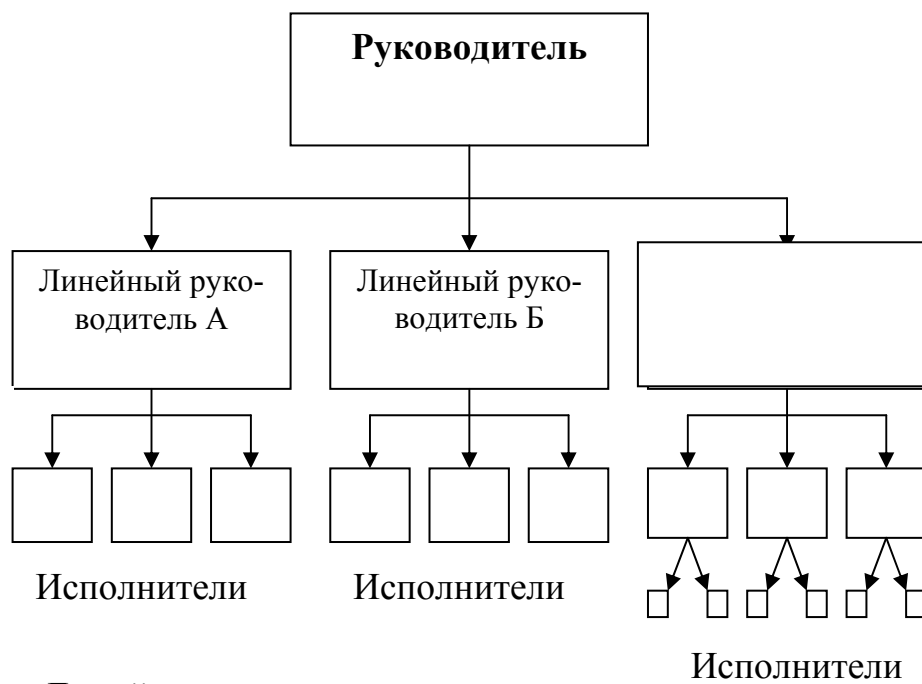 Руководитель
Линейный руко-
водитель А
Линейный руко-
водитель Б
Исполнители
Исполнители
Исполнители